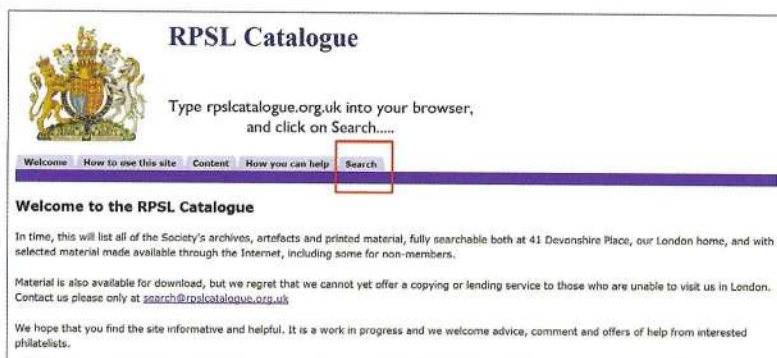 RPSL Catalogue
Type rpslcatalogue.org.uk into your browser,
and click on Search.....
Welcome How to use this site Content How you can help Search
Welcome to the RPSL Catalogue
In time, this will list all of the Society's archives, artefacts and printed material, fully searchable both at 41 Devonshire Place, our London home, and with
selected material made available through the Internet, including some for non-members.
Material is also available for download, but we regret that we cannot yet offer a copying or lending service to those who are unable to visit us in London.
Contact us please only at search@rpslcatalogue.org.uk
We hope that you find the site informative and helpful. It is a work in progress and we welcome advice, comment and offers of help from interested
philatelists.